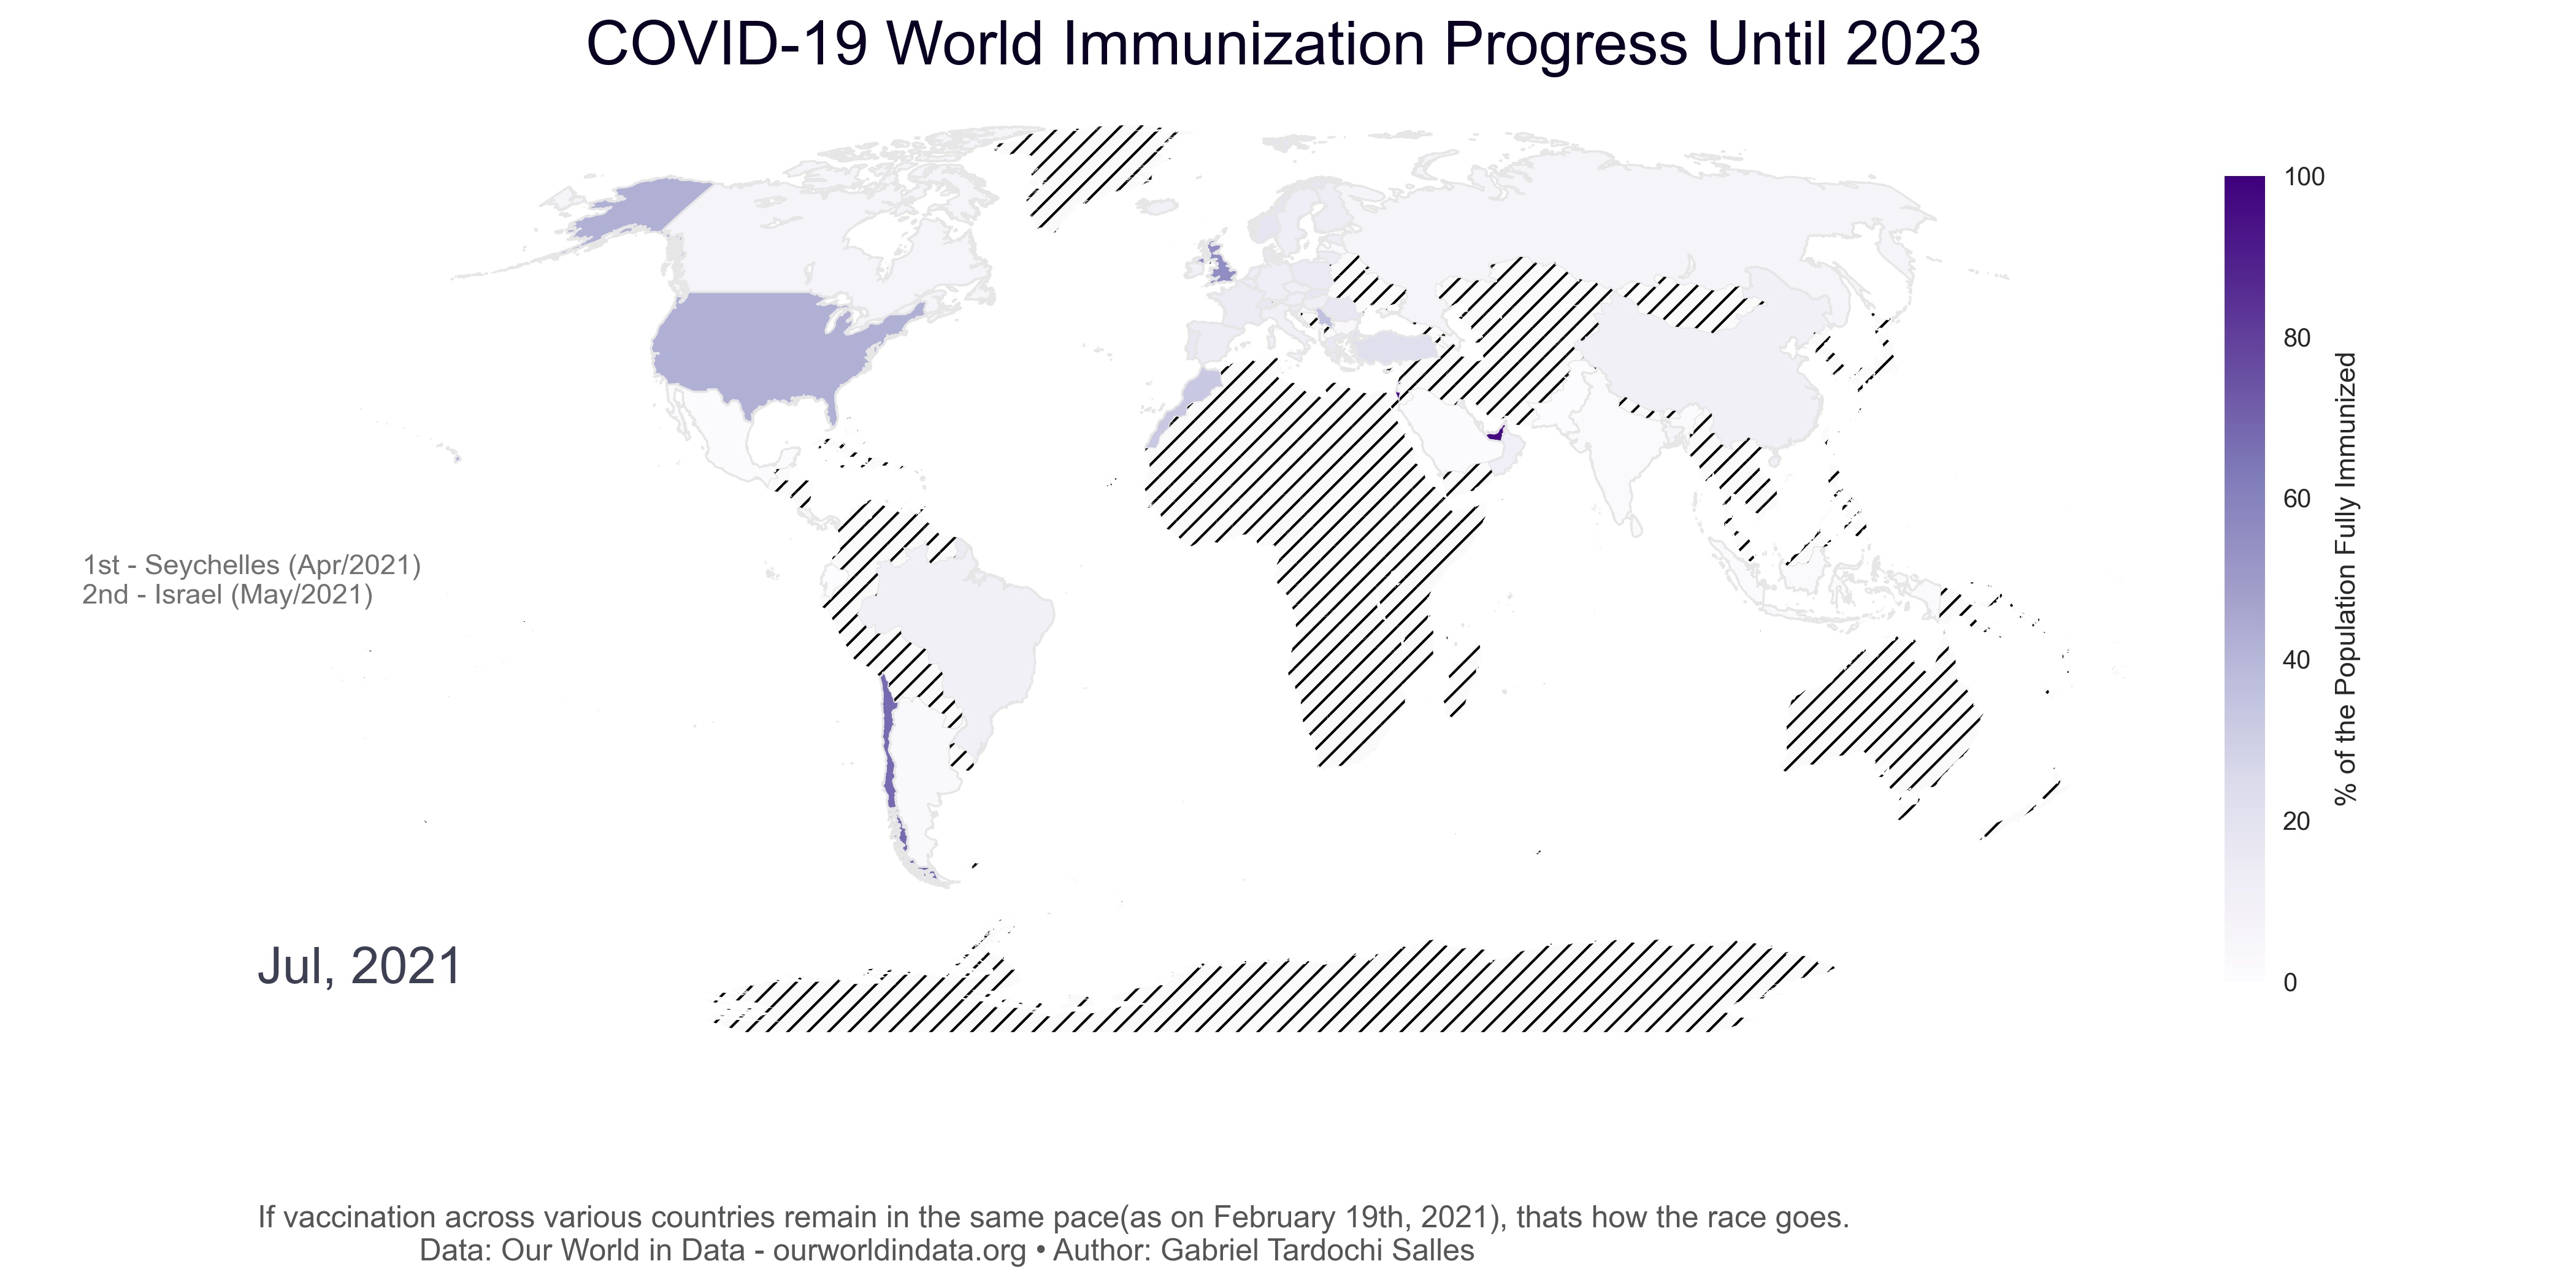 COVID-19 World Immunization Progress Until 2023
100
80
60
40
20
0
% of the Population Fully Immunized
1st - Seychelles (Apr/2021)
2nd - Israel (May/2021)
Jul, 2021
If vaccination across various countries remain in the same pace(as on February 19th, 2021), thats how the race goes.
Data: Our World in Data - ourworldindata.org • Author: Gabriel Tardochi Salles